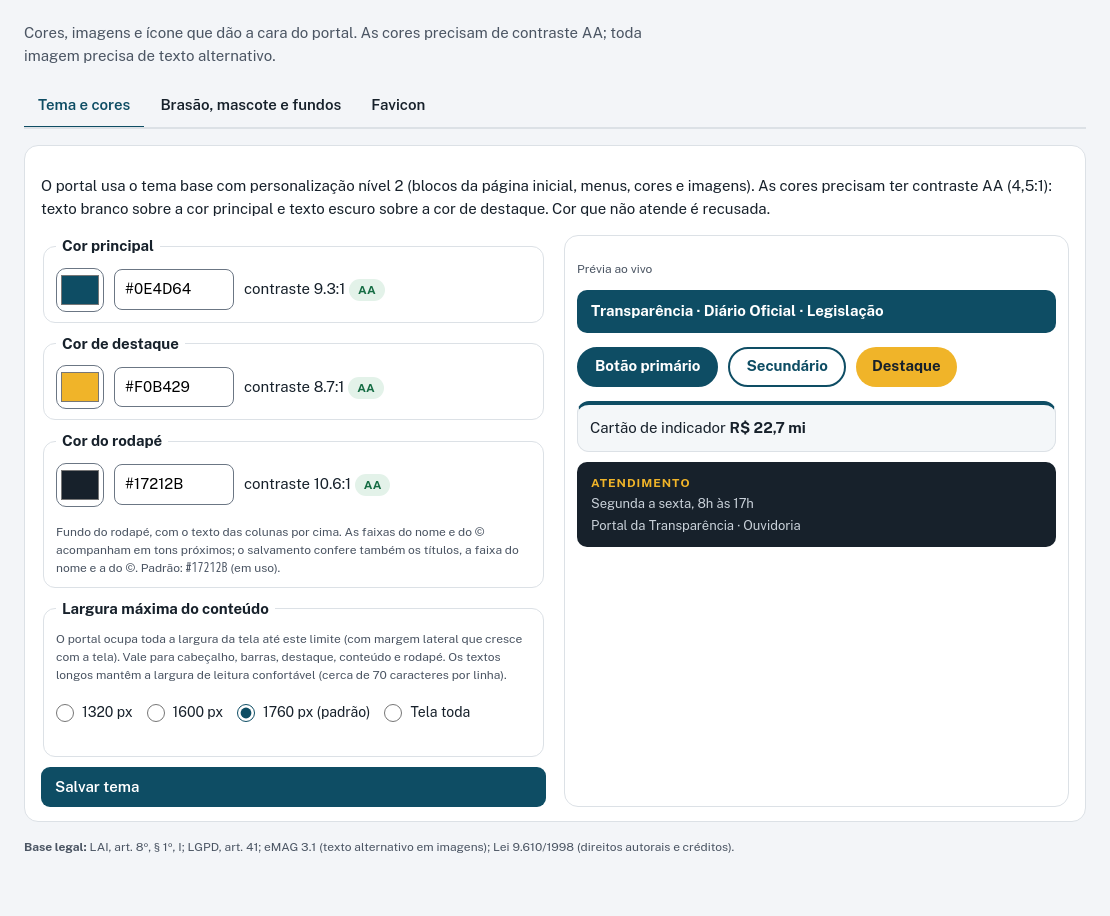 Cores, imagens e ícone que dão a cara do portal. As cores precisam de contraste AA; toda
imagem precisa de texto alternativo.
Tema e cores
Brasão, mascote e fundos
Favicon
O portal usa o tema base com personalização nível 2 (blocos da página inicial, menus, cores e imagens). As cores precisam ter contraste AA (4,5:1):
texto branco sobre a cor principal e texto escuro sobre a cor de destaque. Cor que não atende é recusada.
Cor principal
#0E4D64
contraste 9.3:1 AA
Cor de destaque
#F0B429
contraste 8.7:1 AA
Cor do rodapé
#17212B
contraste 10.6:1 AA
Fundo do rodapé, com o texto das colunas por cima. As faixas do nome e do ©
acompanham em tons próximos; o salvamento confere também os títulos, a faixa do
nome e a do ©. Padrão: #17212B (em uso).
Largura máxima do conteúdo
O portal ocupa toda a largura da tela até este limite (com margem lateral que cresce
com a tela). Vale para cabeçalho, barras, destaque, conteúdo e rodapé. Os textos
longos mantêm a largura de leitura confortável (cerca de 70 caracteres por linha).
1320 px
1600 px
1760 px (padrão)
Tela toda
Salvar tema
Prévia ao vivo
Transparência · Diário Oficial · Legislação
Botão primário
Secundário
Destaque
Cartão de indicador R$ 22,7 mi
ATENDIMENTO
Segunda a sexta, 8h às 17h
Portal da Transparência · Ouvidoria
Base legal: LAI, art. 8º, § 1º, I; LGPD, art. 41; eMAG 3.1 (texto alternativo em imagens); Lei 9.610/1998 (direitos autorais e créditos).